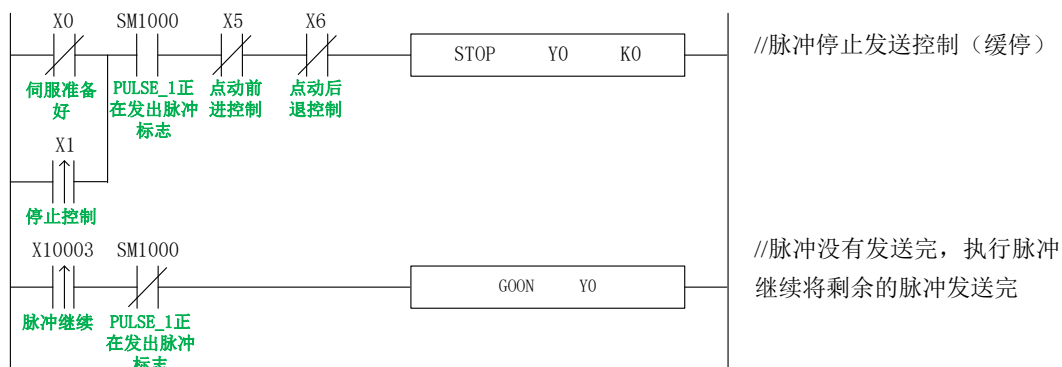 X0 SM1000 X5 X6
STOP Y0 K0
//脉冲停止发送控制（缓停）
伺服准备
好
PULSE_1正
在发出脉冲
标志
点动前
进控制
点动后
退控制
X1
停止控制
X10003 SM1000
GOON Y0
//脉冲没有发送完，执行脉冲
继续将剩余的脉冲发送完
脉冲继续
PULSE_1正
在发出脉冲
标志